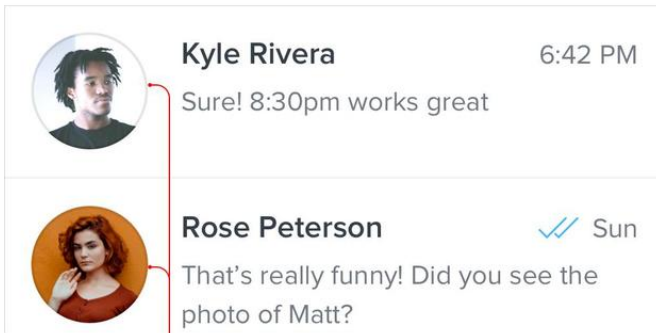 Kyle Rivera 6:42 PM
Sure! 8:30pm works great
Rose Peterson Sun
That’s really funny! Did you see the
photo of Matt?